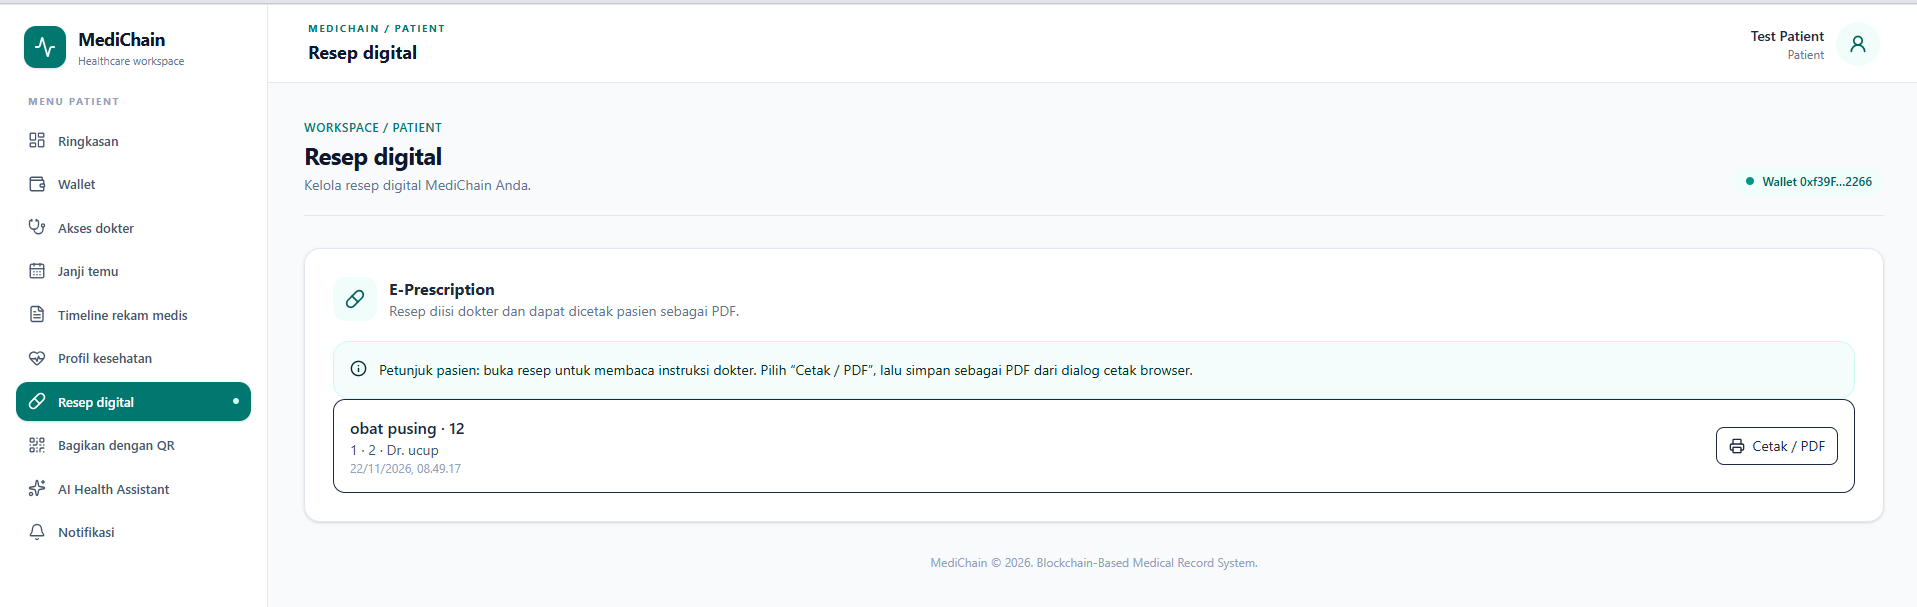 MediChain
Healthcare workspace
MENU PATIENT
Ringkasan
Wallet
Akses dokter
Janji temu
Timeline rekam medis
Profil kesehatan
Resep digital
Bagikan dengan QR
AI Health Assistant
Notifikasi
MEDICHAIN / PATIENT
Resep digital
Test Patient
Patient
WORKSPACE / PATIENT
Resep digital
Kelola resep digital MediChain Anda.
Wallet 0xf39F...2266
E-Prescription
Resep diisi dokter dan dapat dicetak pasien sebagai PDF.
Petunjuk pasien: buka resep untuk membaca instruksi dokter. Pilih “Cetak / PDF”, lalu simpan sebagai PDF dari dialog cetak browser.
obat pusing · 12
1 · 2 · Dr. ucup
22/11/2026, 08.49.17
Cetak / PDF
MediChain © 2026. Blockchain-Based Medical Record System.